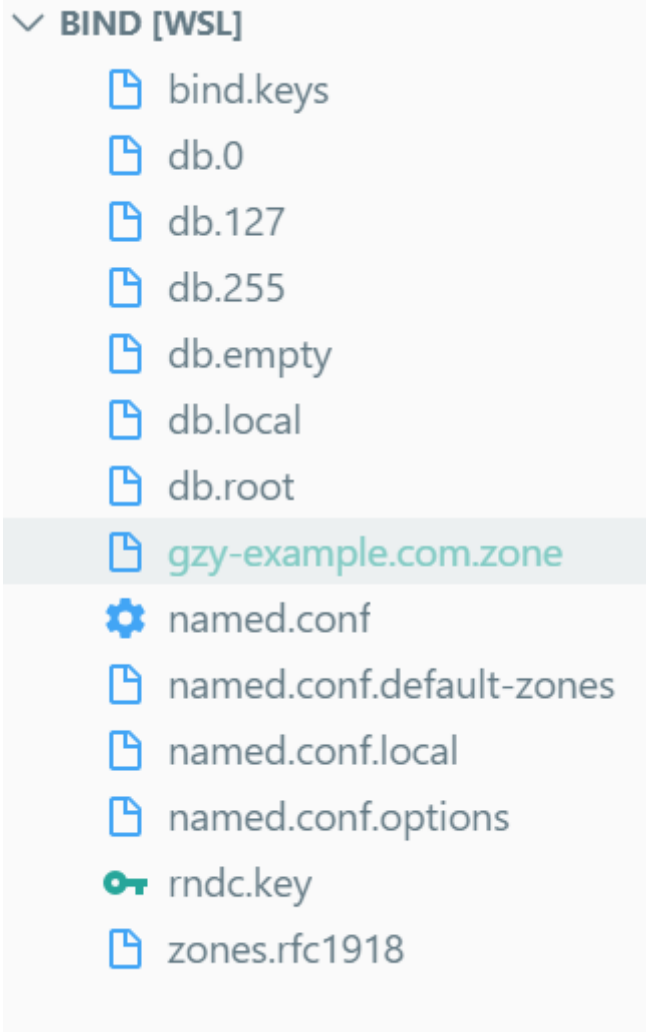 BIND [WSL]
bind.keys
db.0
db.127
db.255
db.empty
db.local
db.root
gzy-example.com.zone
named.conf
named.conf.default-zones
named.conf.local
named.conf.options
rndc.key
zones.rfc1918